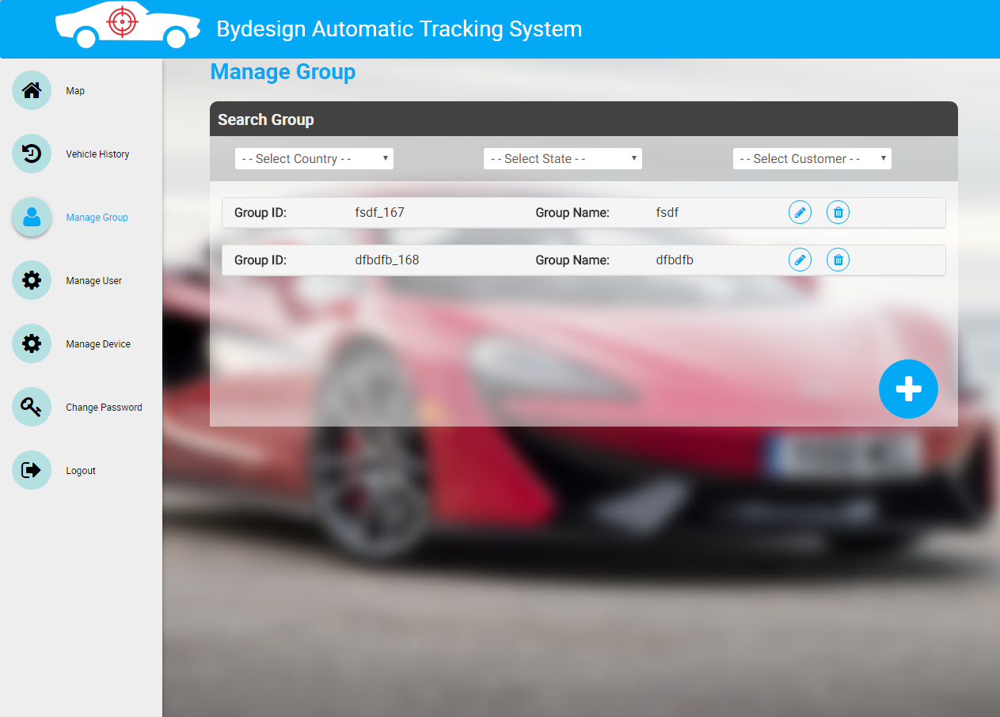 Bydesign Automatic Tracking System
Map
Vehicle History
Manage Group
Manage User
Manage Device
Change Password
Logout
Manage Group
Search Group
- - Select Country - - - - Select State - - - - Select Customer - -
Group ID: fsdf_167 Group Name: fsdf
Group ID: dfbdfb_168 Group Name: dfbdfb